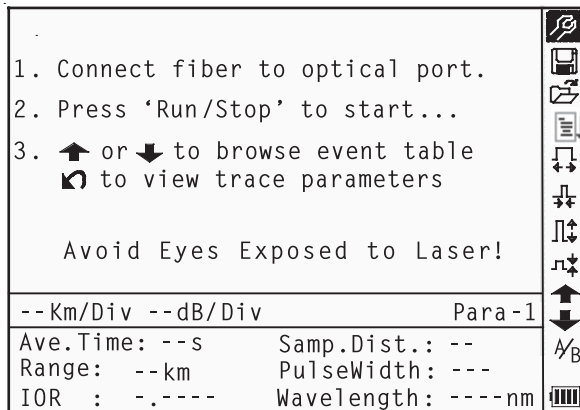 1. Connect fiber to optical port.
2. Press ‘Run/Stop’ to start...
3. ↑ or ↓ to browse event table
↶ to view trace parameters
Avoid Eyes Exposed to Laser!
--Km/Div --dB/Div Para-1
Ave.Time: --s Samp.Dist.: --
Range: --km PulseWidth: ---
IOR : -.---- Wavelength: ----nm
A/B